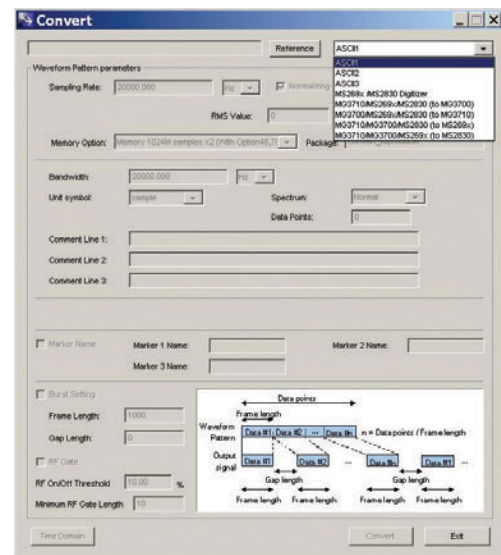 Convert
Reference
ASCII1
ASCII1
ASCII2
ASCII3
MS269x /MS2830 Digitizer
MG3710/MS269x/MS2830 (to MG3700)
MG3700/MS269x/MS2830 (to MG3710)
MG3710/MG3700/MS2830 (to MS269x)
MG3710/MG3700/MS269x (to MS2830)
Waveform Pattern parameters
Sampling Rate: 20000.000 Hz Normalizing
RMS Value: 0
Memory Option: Memory 1024M samples x2 (With Option48,78 Package:
Bandwidth: 20000.000 Hz
Unit symbol: sample Spectrum: Normal
Data Points: 0
Comment Line 1:
Comment Line 2:
Comment Line 3:
Marker Name Marker 1 Name: Marker 2 Name:
Marker 3 Name:
Burst Setting
Frame Length: 1000
Gap Length: 0
RF Gate
RF On/Off Threshold 10.00 %
Minimum RF Gate Length 10
Data points
Frame length
Waveform Pattern Data #1 Data #2 ... Data #n n = Data points / Frame length
Output signal Data #1 Data #2 ... Data #n Data #1 ...
Gap length Gap length
Frame length Frame length Frame length Frame length
Time Domain Convert Exit